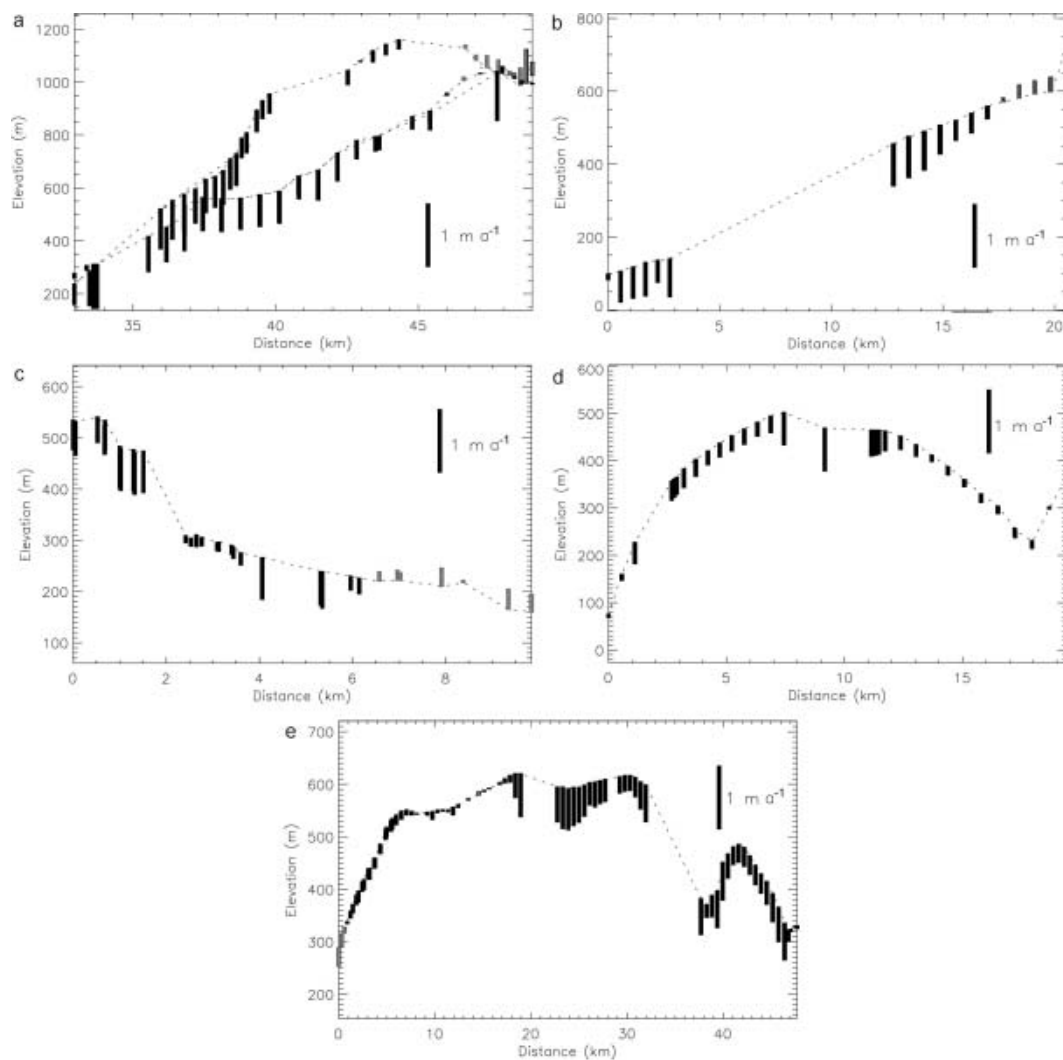 a
1200
1000
800
600
400
200
Elevation (m)
1 m a⁻¹
35 40 45
Distance (km)
b
800
600
400
200
0
Elevation (m)
1 m a⁻¹
0 5 10 15 20
Distance (km)
c
600
500
400
300
200
100
Elevation (m)
1 m a⁻¹
0 2 4 6 8
Distance (km)
d
600
500
400
300
200
100
0
Elevation (m)
1 m a⁻¹
0 5 10 15
Distance (km)
e
700
600
500
400
300
200
Elevation (m)
1 m a⁻¹
0 10 20 30 40
Distance (km)